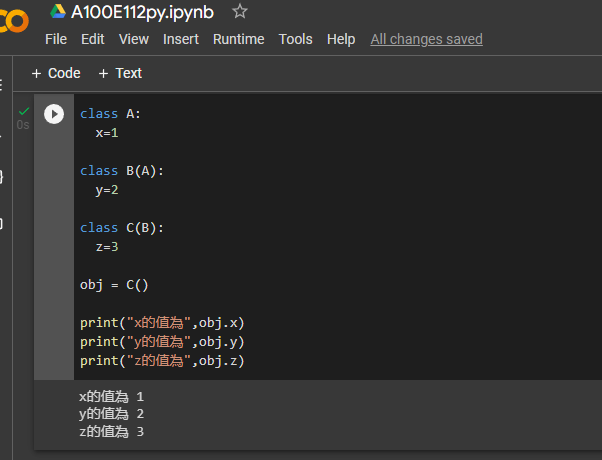 A100E112py.ipynb
File Edit View Insert Runtime Tools Help All changes saved
+ Code + Text
0s
class A:
  x=1
class B(A):
  y=2
class C(B):
  z=3
obj = C()
print("x的值為",obj.x)
print("y的值為",obj.y)
print("z的值為",obj.z)
x的值為 1
y的值為 2
z的值為 3